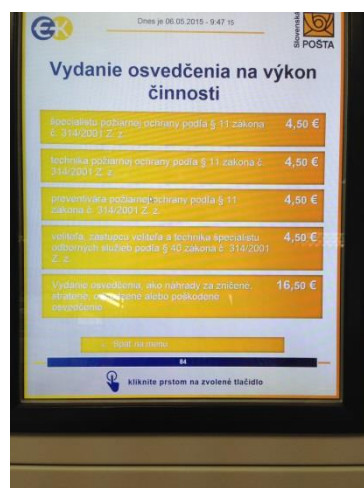 Dnes je 06.05.2015 - 9:47 15
Slovenská
POŠTA
Vydanie osvedčenia na výkon
činnosti
špecialistu požiarnej ochrany podľa § 11 zákona
č. 314/2001 Z. z.
4,50 €
technika požiarnej ochrany podľa § 11 zákona č.
314/2001 Z. z.
4,50 €
preventivára požiarnej ochrany podľa § 11
zákona č. 314/2001 Z. z.
4,50 €
veliteľa, zástupcu veliteľa a technika špecialistu
odborných služieb podľa § 40 zákona č. 314/2001
Z. z.
4,50 €
Vydanie osvedčenia, ako náhrady za zničené,
stratené, odcudzené alebo poškodené
osvedčenie
16,50 €
Späť na menu
84
kliknite prstom na zvolené tlačidlo